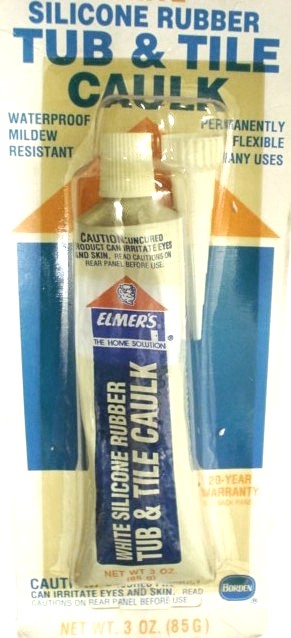 SILICONE RUBBER
TUB & TILE
CAULK
WATERPROOF
MILDEW
RESISTANT
PERMANENTLY
FLEXIBLE
MANY USES
CAUTION: UNCURED
PRODUCT CAN IRRITATE EYES
AND SKIN. READ CAUTIONS ON
REAR PANEL BEFORE USE.
ELMER'S
®
THE HOME SOLUTION
WHITE SILICONE RUBBER
TUB & TILE CAULK
NET WT 3 OZ.
(85 g)
20-YEAR
WARRANTY
CAUT
CAN IRRITATE EYES AND SKIN. READ
CAUTIONS ON REAR PANEL BEFORE USE.
BORDEN
®
NET WT. 3 OZ. (85G)